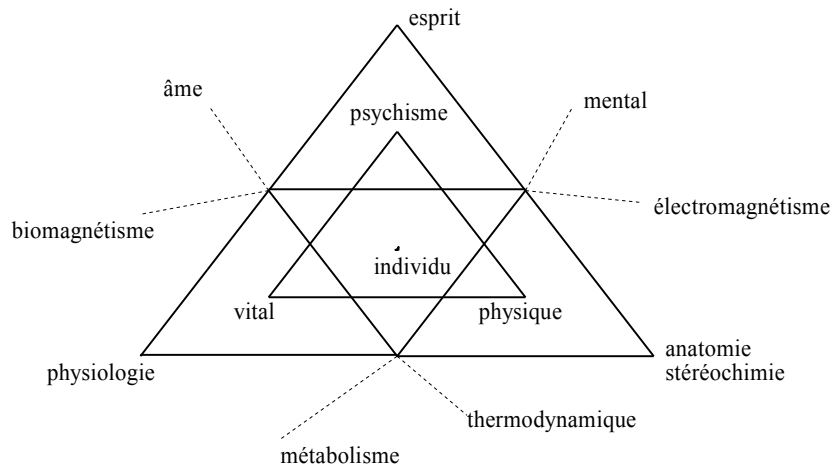 esprit
âme
mental
psychisme
électromagnétisme
biomagnétisme
individu
vital
physique
physiologie
anatomie
stéréochimie
thermodynamique
métabolisme